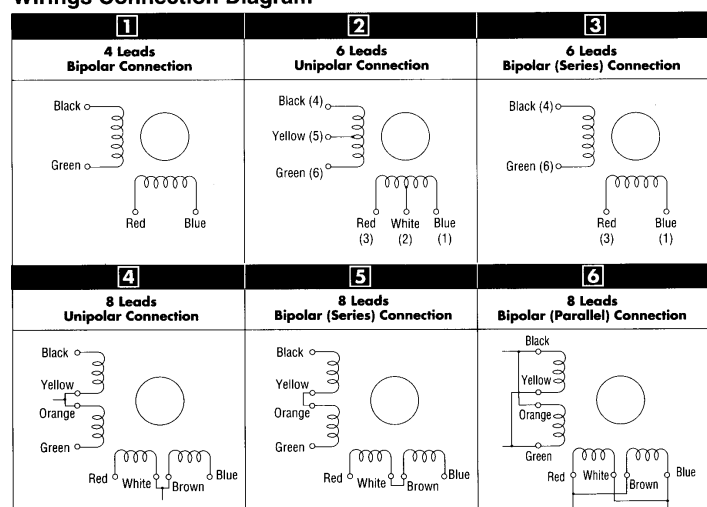 Wirings Connection Diagram
1
4 Leads
Bipolar Connection
Black
Green
Red Blue
2
6 Leads
Unipolar Connection
Black (4)
Yellow (5)
Green (6)
Red White Blue
(3) (2) (1)
3
6 Leads
Bipolar (Series) Connection
Black (4)
Green (6)
Red Blue
(3) (1)
4
8 Leads
Unipolar Connection
Black
Yellow
Orange
Green
Red White Brown Blue
5
8 Leads
Bipolar (Series) Connection
Black
Yellow
Orange
Green
Red White Brown Blue
6
8 Leads
Bipolar (Parallel) Connection
Black
Yellow
Orange
Green
Red White Brown Blue